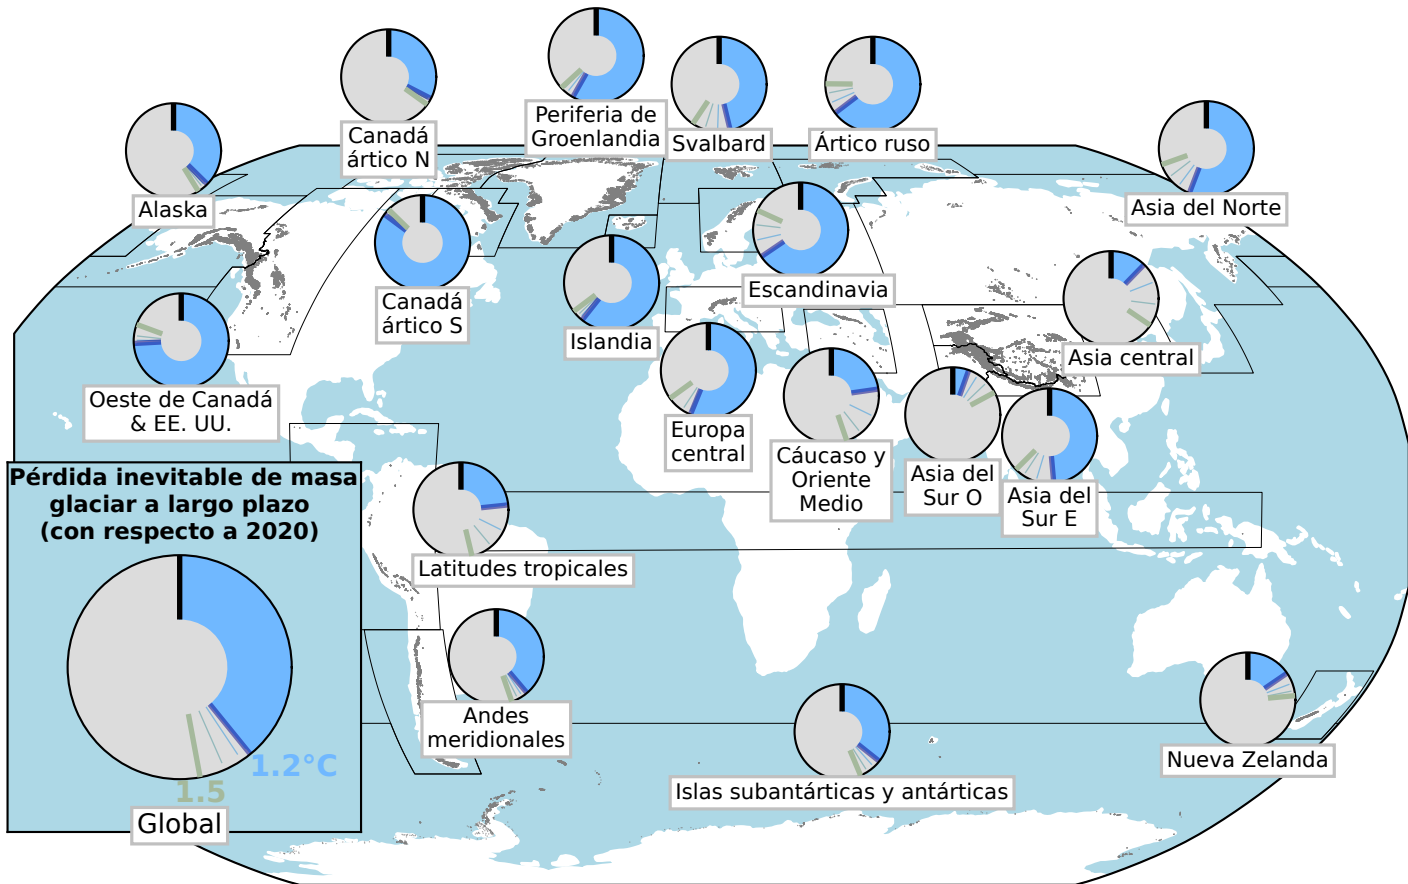 Periferia de
Groenlandia
Canadá
ártico N
Svalbard
Ártico ruso
Alaska
Asia del Norte
Canadá
ártico S
Escandinavia
Islandia
Asia central
Oeste de Canadá
& EE. UU.
Europa
central
Cáucaso y
Oriente
Medio
Asia del
Sur O
Asia del
Sur E
Pérdida inevitable de masa
glaciar a largo plazo
(con respecto a 2020)
1.2°C
1.5
Global
Latitudes tropicales
Andes
meridionales
Islas subantárticas y antárticas
Nueva Zelanda